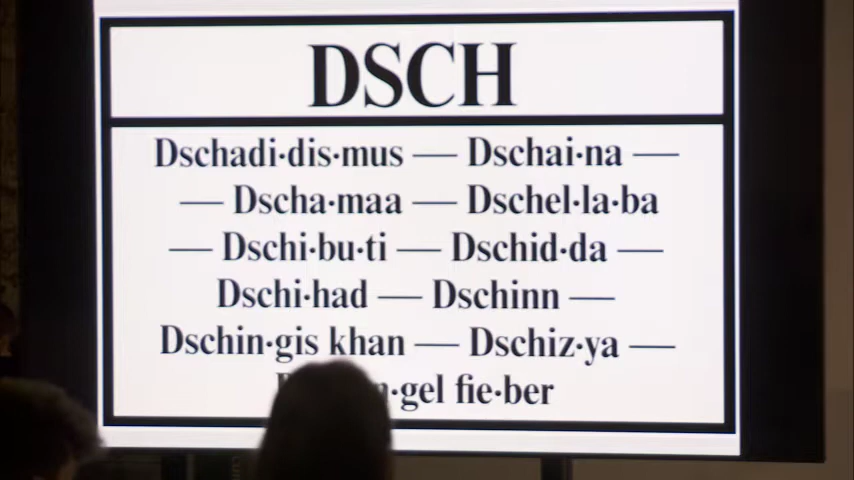 DSCH
Dschadi·dis·mus — Dschai·na —
— Dscha·maa — Dschel·la·ba
— Dschi·bu·ti — Dschid·da —
Dschi·had — Dschinn —
Dschin·gis khan — Dschiz·ya —
·gel fie·ber